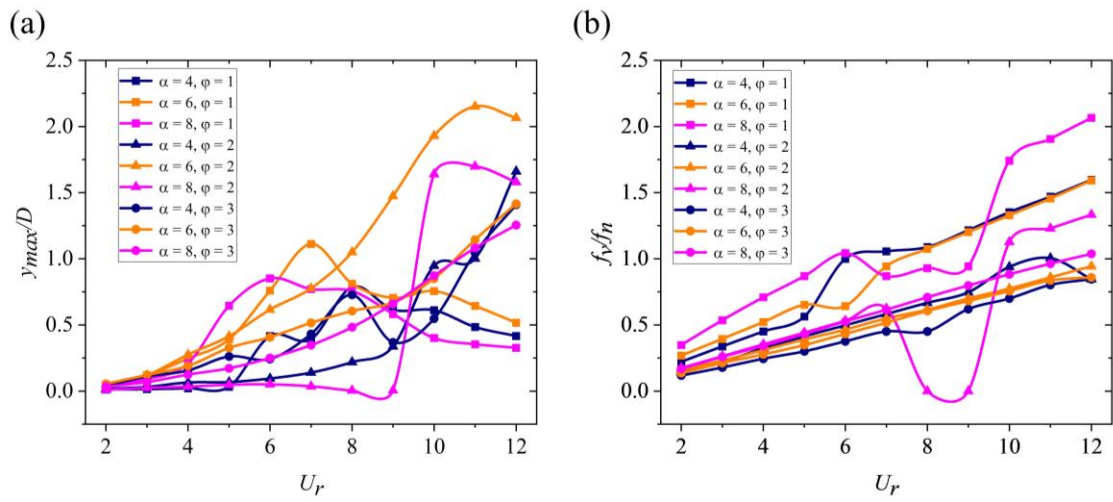 (a)
(b)
2.5
2.0
1.5
1.0
0.5
0.0
ymax/D
α = 4, φ = 1
α = 6, φ = 1
α = 8, φ = 1
α = 4, φ = 2
α = 6, φ = 2
α = 8, φ = 2
α = 4, φ = 3
α = 6, φ = 3
α = 8, φ = 3
2 4 6 8 10 12
Ur
2.5
2.0
1.5
1.0
0.5
0.0
fv/fn
α = 4, φ = 1
α = 6, φ = 1
α = 8, φ = 1
α = 4, φ = 2
α = 6, φ = 2
α = 8, φ = 2
α = 4, φ = 3
α = 6, φ = 3
α = 8, φ = 3
2 4 6 8 10 12
Ur